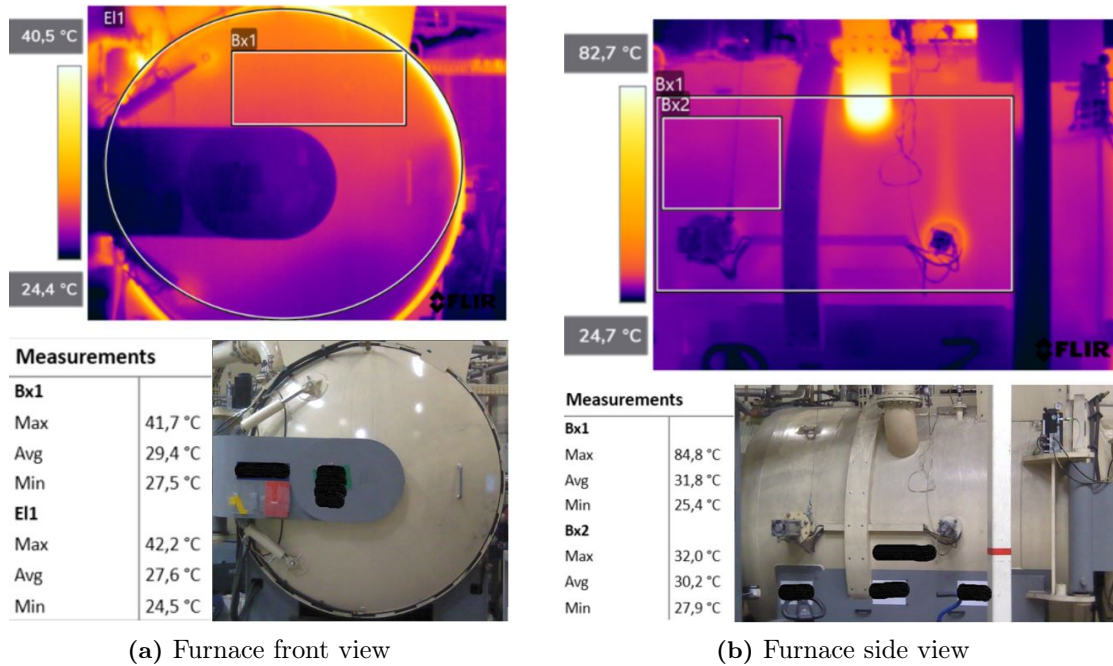 El1
40,5 °C
Bx1
24,4 °C
FLIR
Measurements
Bx1
Max 41,7 °C
Avg 29,4 °C
Min 27,5 °C
El1
Max 42,2 °C
Avg 27,6 °C
Min 24,5 °C
(a) Furnace front view
82,7 °C
Bx1
Bx2
24,7 °C
FLIR
Measurements
Bx1
Max 84,8 °C
Avg 31,8 °C
Min 25,4 °C
Bx2
Max 32,0 °C
Avg 30,2 °C
Min 27,9 °C
(b) Furnace side view